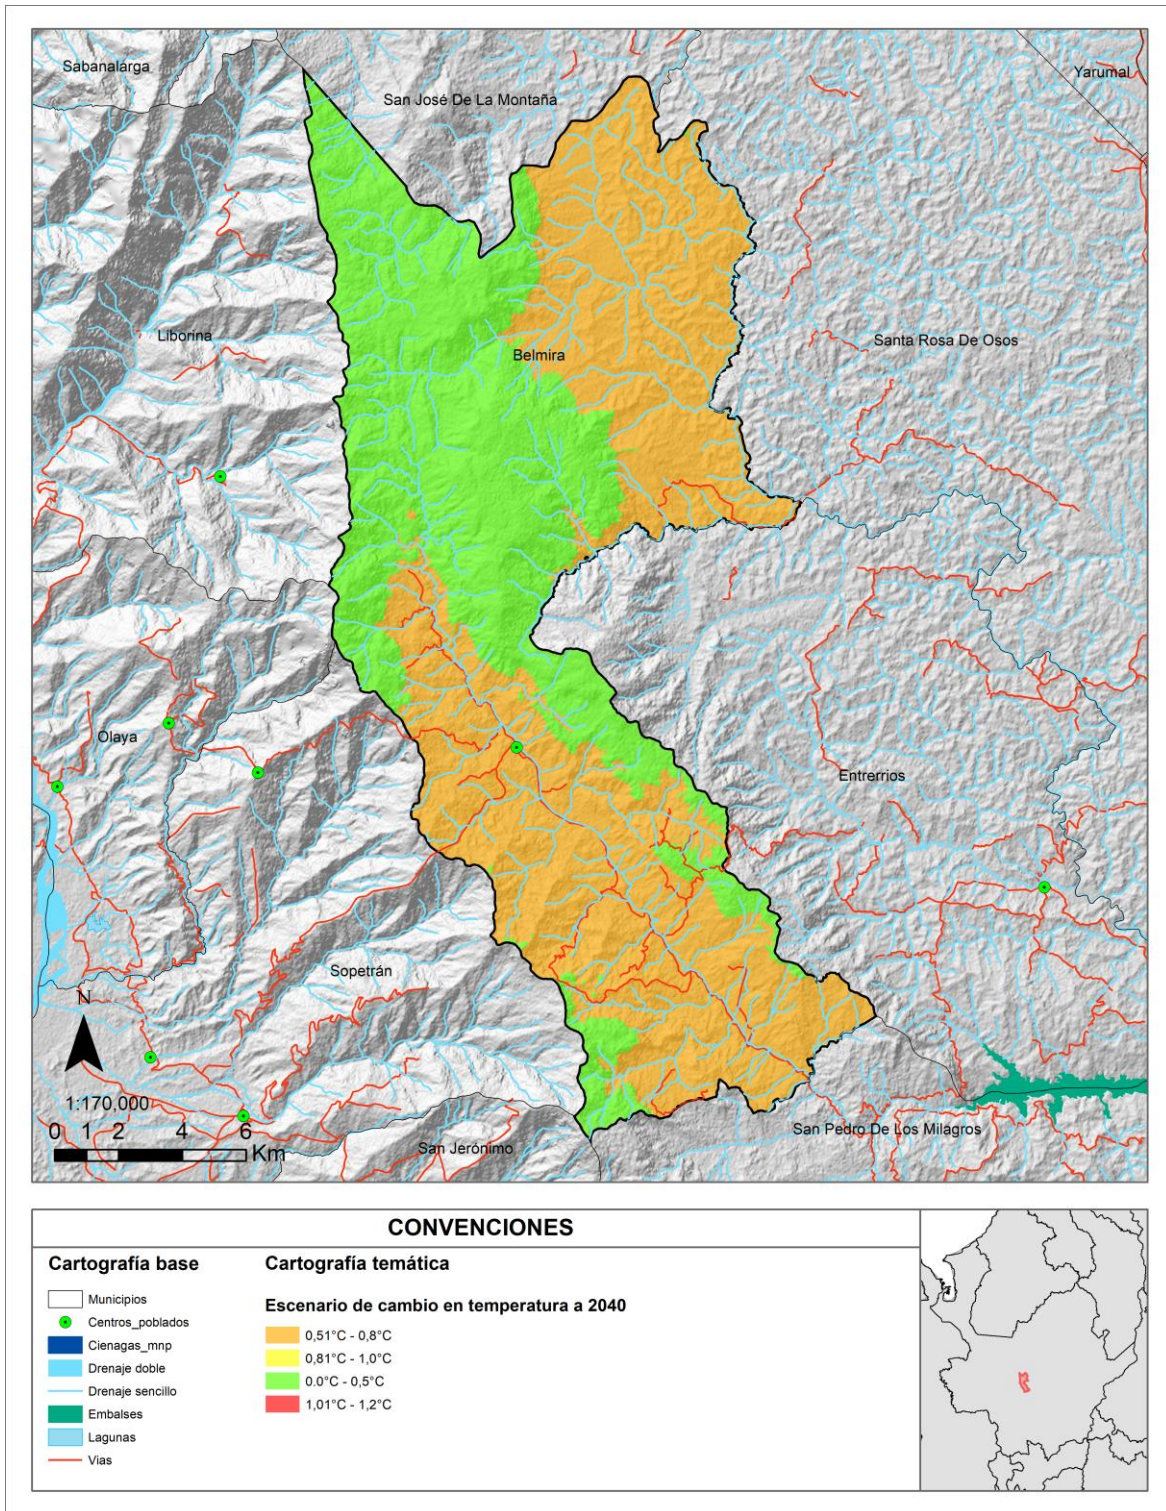 Sabanalarga
San José De La Montaña
Yarumal
Liborina
Belmira
Santa Rosa De Osos
Olaya
Entrerrios
Sopetrán
N
1:170,000
0 1 2 4 6
Km
San Jerónimo
San Pedro De Los Milagros
CONVENCIONES
Cartografía base
Municipios
Centros_poblados
Cienagas_mnp
Drenaje doble
Drenaje sencillo
Embalses
Lagunas
Vias
Cartografía temática
Escenario de cambio en temperatura a 2040
0,51°C - 0,8°C
0,81°C - 1,0°C
0.0°C - 0,5°C
1,01°C - 1,2°C